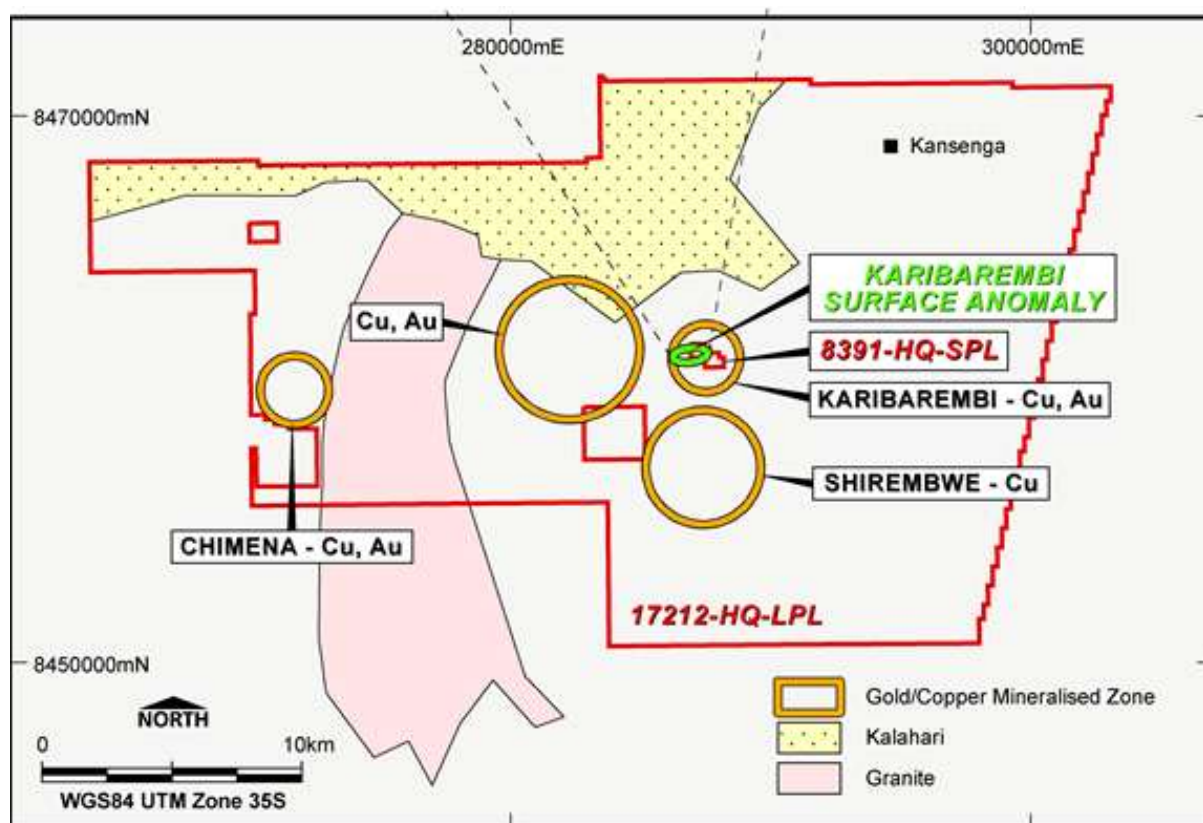 280000mE
300000mE
8470000mN
Kansenga
KARIBAREMBI
SURFACE ANOMALY
Cu, Au
8391-HQ-SPL
KARIBAREMBI - Cu, Au
SHIREMBWE - Cu
CHIMENA - Cu, Au
17212-HQ-LPL
8450000mN
NORTH
0
10km
WGS84 UTM Zone 35S
Gold/Copper Mineralised Zone
Kalahari
Granite